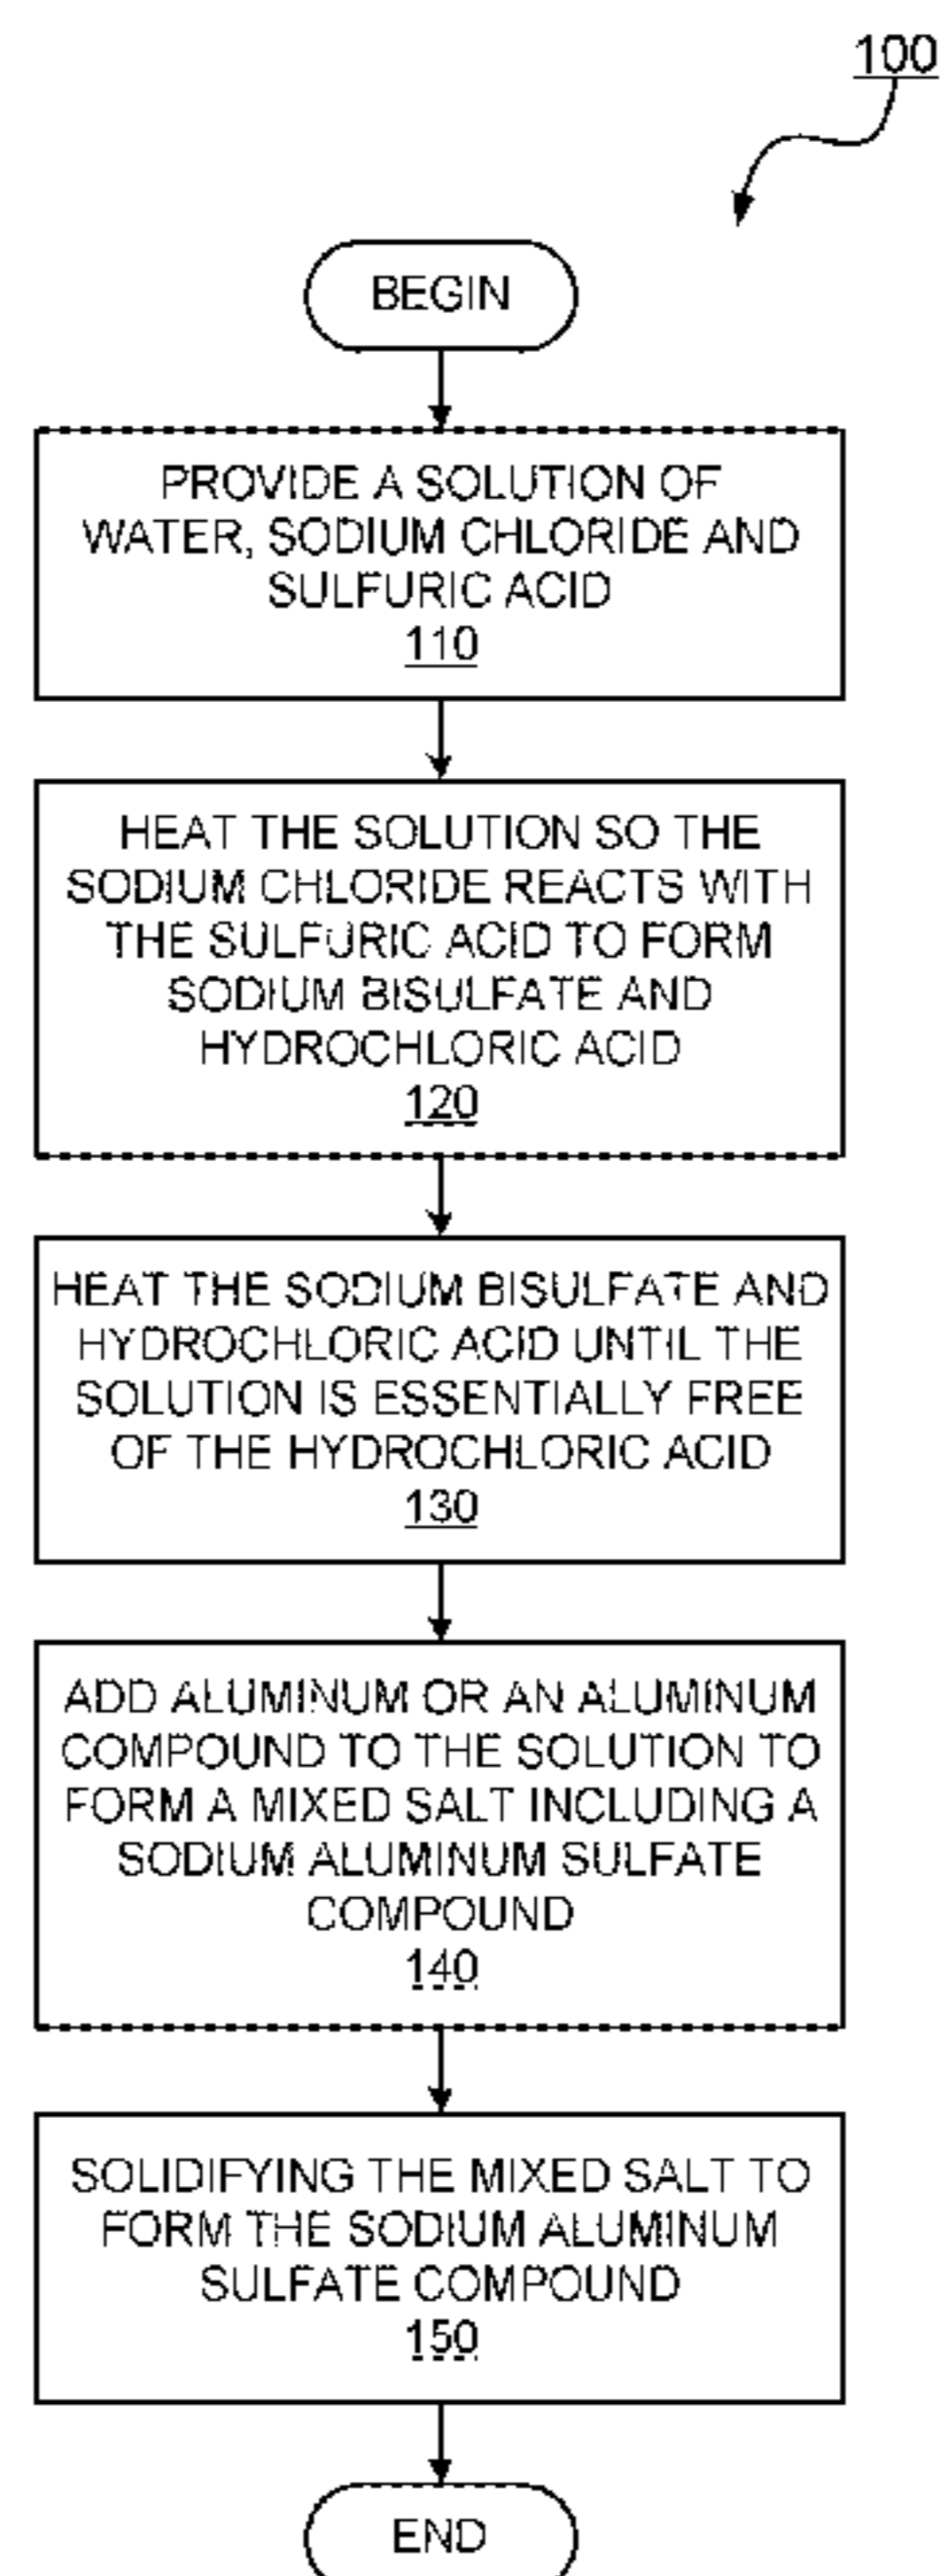 100
BEGIN
PROVIDE A SOLUTION OF
WATER, SODIUM CHLORIDE AND
SULFURIC ACID
110
HEAT THE SOLUTION SO THE
SODIUM CHLORIDE REACTS WITH
THE SULFURIC ACID TO FORM
SODIUM BISULFATE AND
HYDROCHLORIC ACID
120
HEAT THE SODIUM BISULFATE AND
HYDROCHLORIC ACID UNTIL THE
SOLUTION IS ESSENTIALLY FREE
OF THE HYDROCHLORIC ACID
130
ADD ALUMINUM OR AN ALUMINUM
COMPOUND TO THE SOLUTION TO
FORM A MIXED SALT INCLUDING A
SODIUM ALUMINUM SULFATE
COMPOUND
140
SOLIDIFYING THE MIXED SALT TO
FORM THE SODIUM ALUMINUM
SULFATE COMPOUND
150
END